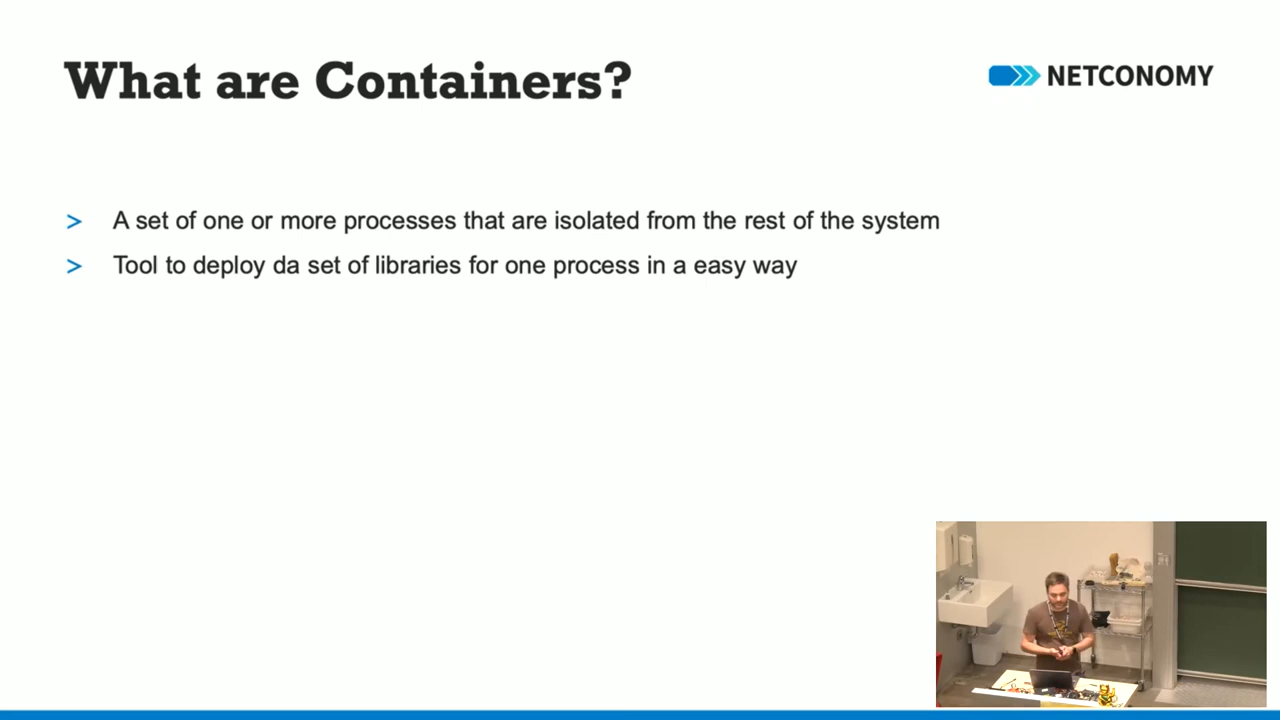 What are Containers?
NETCONOMY
> A set of one or more processes that are isolated from the rest of the system
> Tool to deploy da set of libraries for one process in a easy way